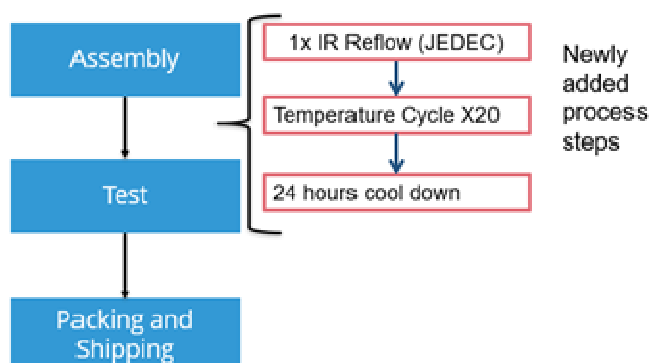 Assembly
Test
Packing and
Shipping
1x IR Reflow (JEDEC)
Temperature Cycle X20
24 hours cool down
Newly
added
process
steps